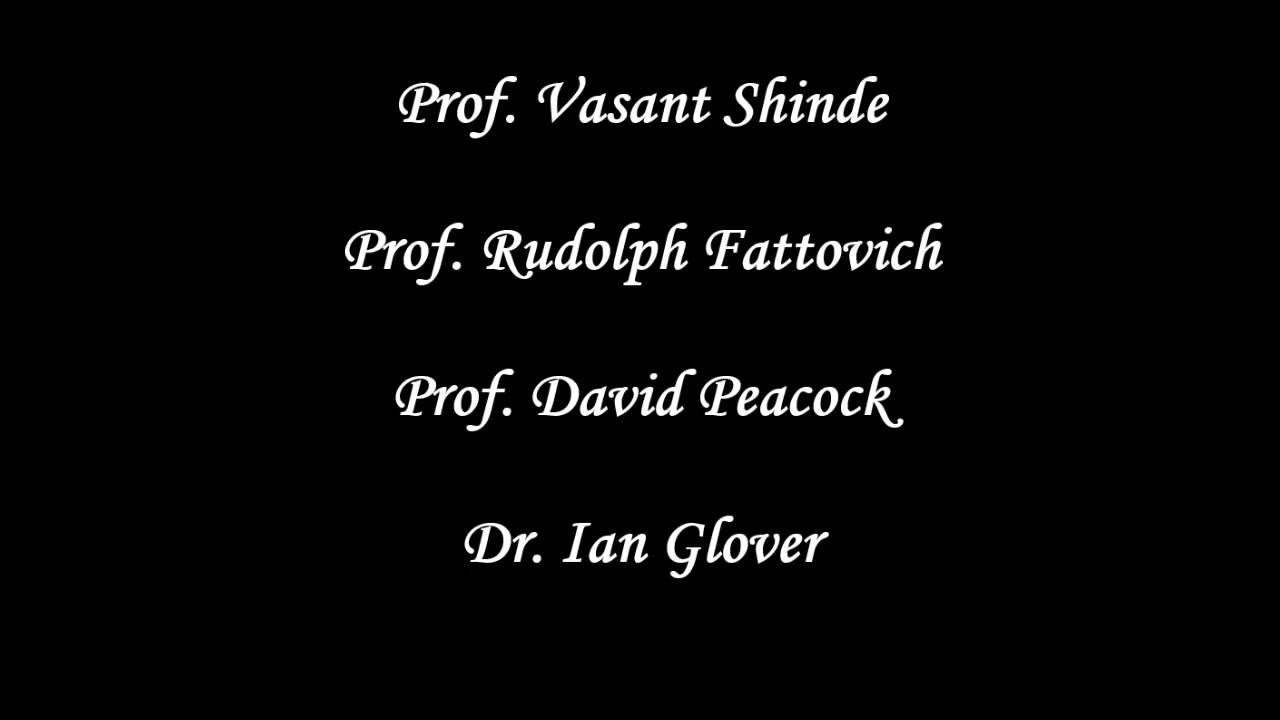 Prof. Vasant Shinde
Prof. Rudolph Fattovich
Prof. David Peacock
Dr. Ian Glover